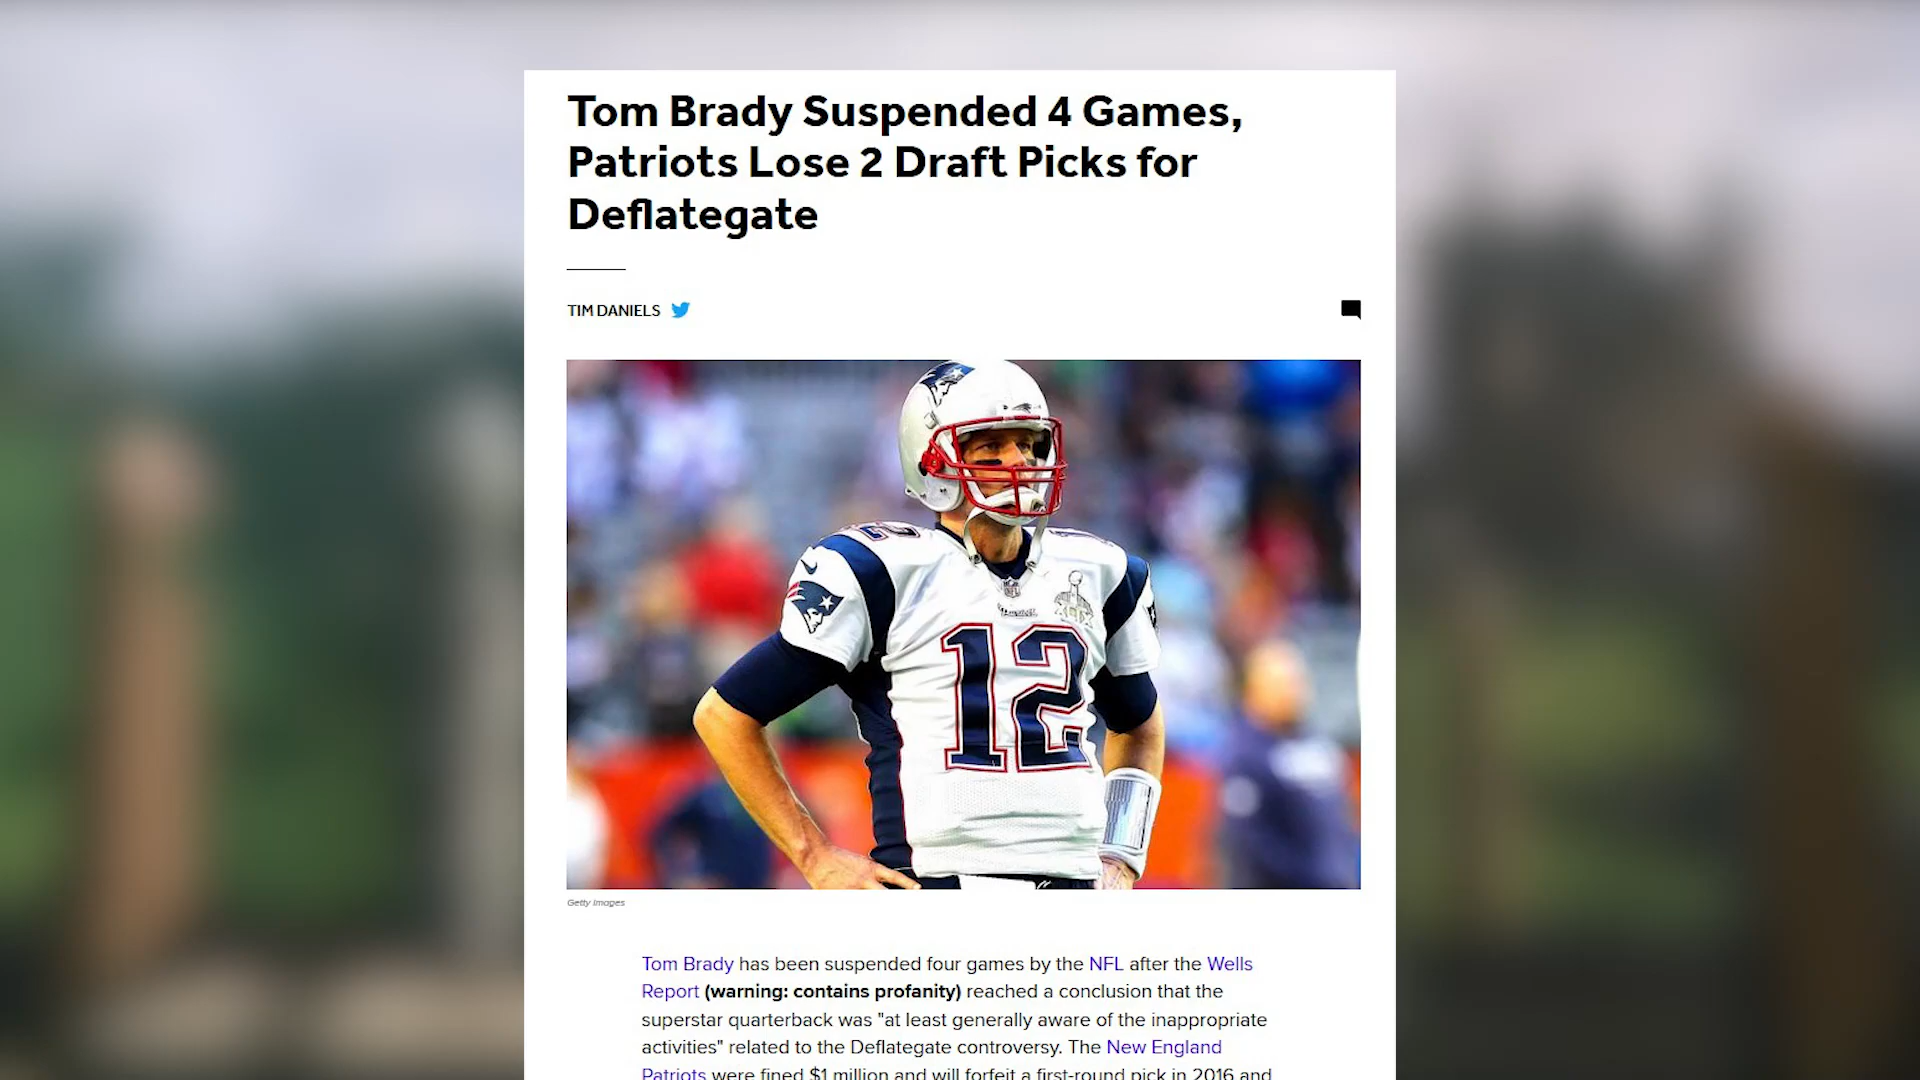 Tom Brady Suspended 4 Games,
Patriots Lose 2 Draft Picks for
Deflategate
TIM DANIELS
12
Getty Images
Tom Brady has been suspended four games by the NFL after the Wells
Report (warning: contains profanity) reached a conclusion that the
superstar quarterback was "at least generally aware of the inappropriate
activities" related to the Deflategate controversy. The New England
Patriots were fined $1 million and will forfeit a first-round pick in 2016 and